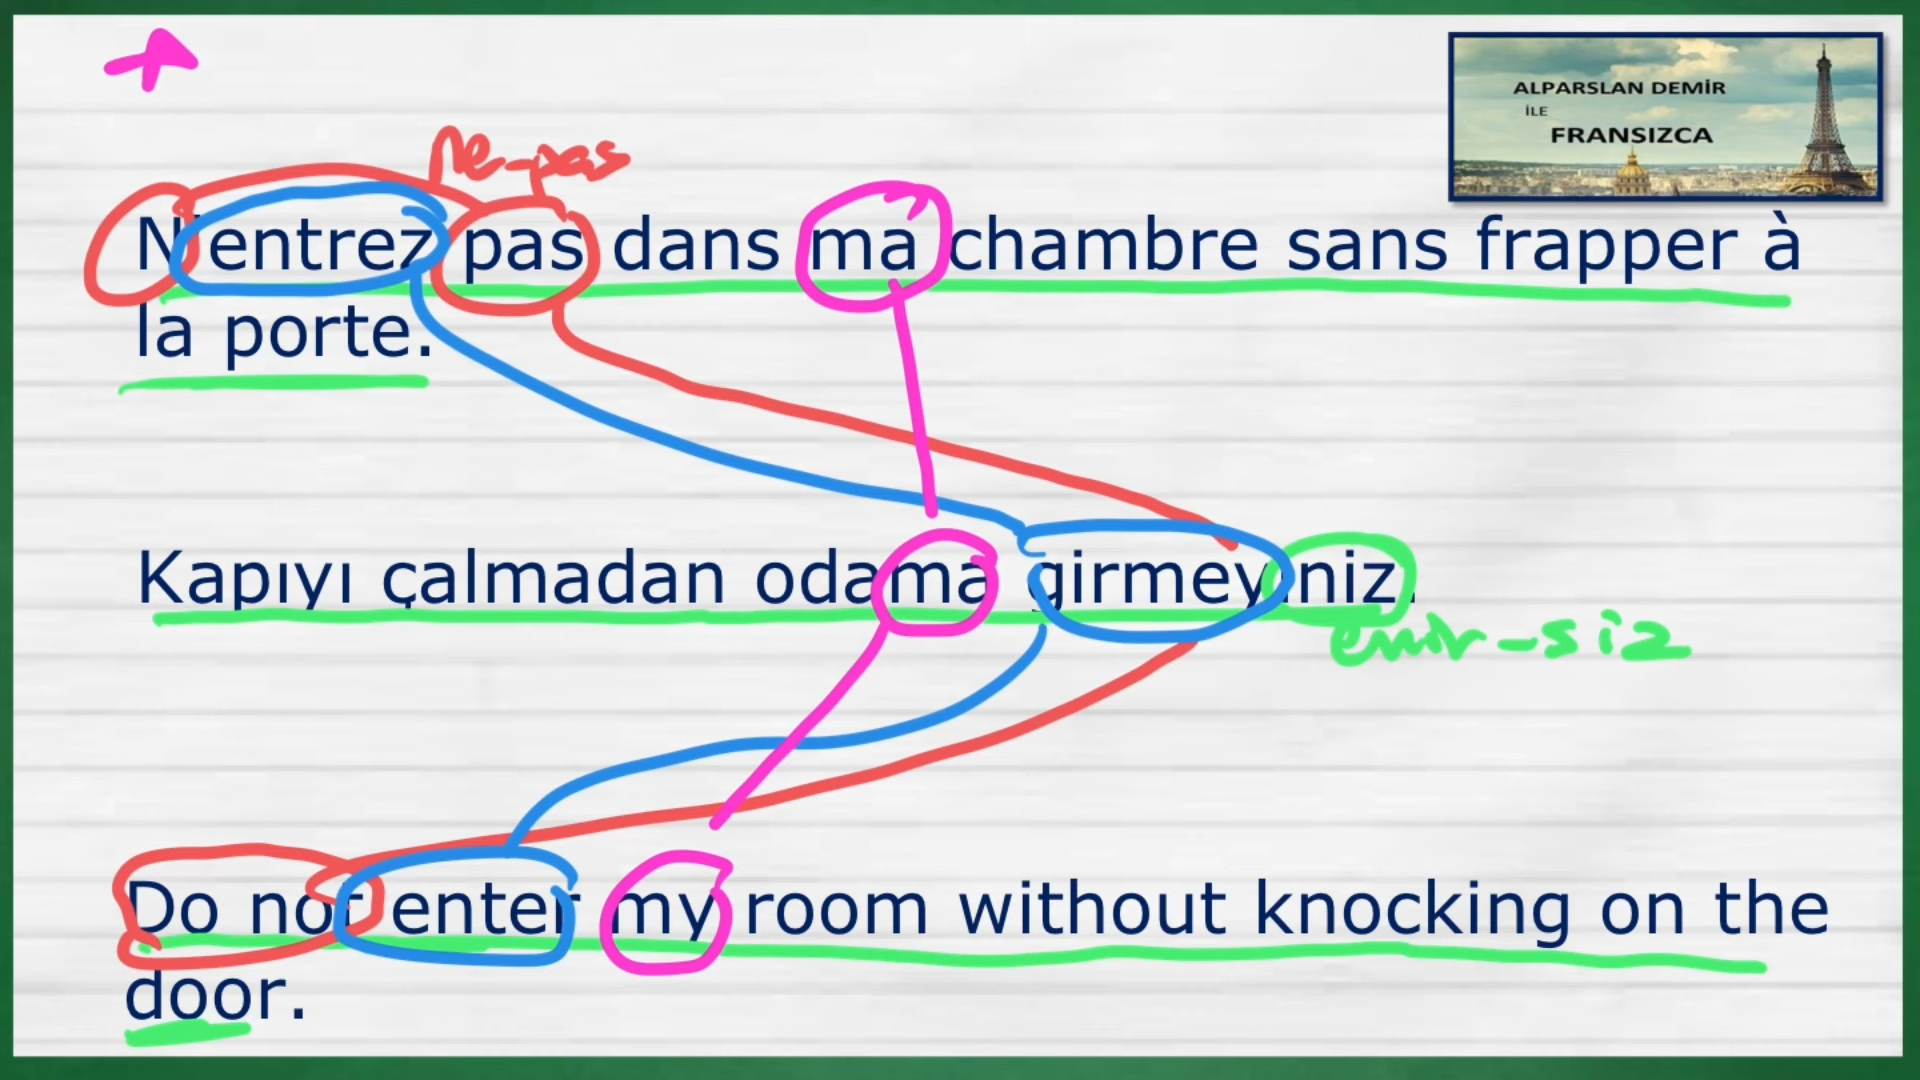 ALPARSLAN DEMİR
İLE
FRANSIZCA
ne-pas
N'entrez pas dans ma chambre sans frapper à
la porte.
Kapıyı çalmadan odama girmeyiniz.
emir-siz
Do not enter my room without knocking on the
door.